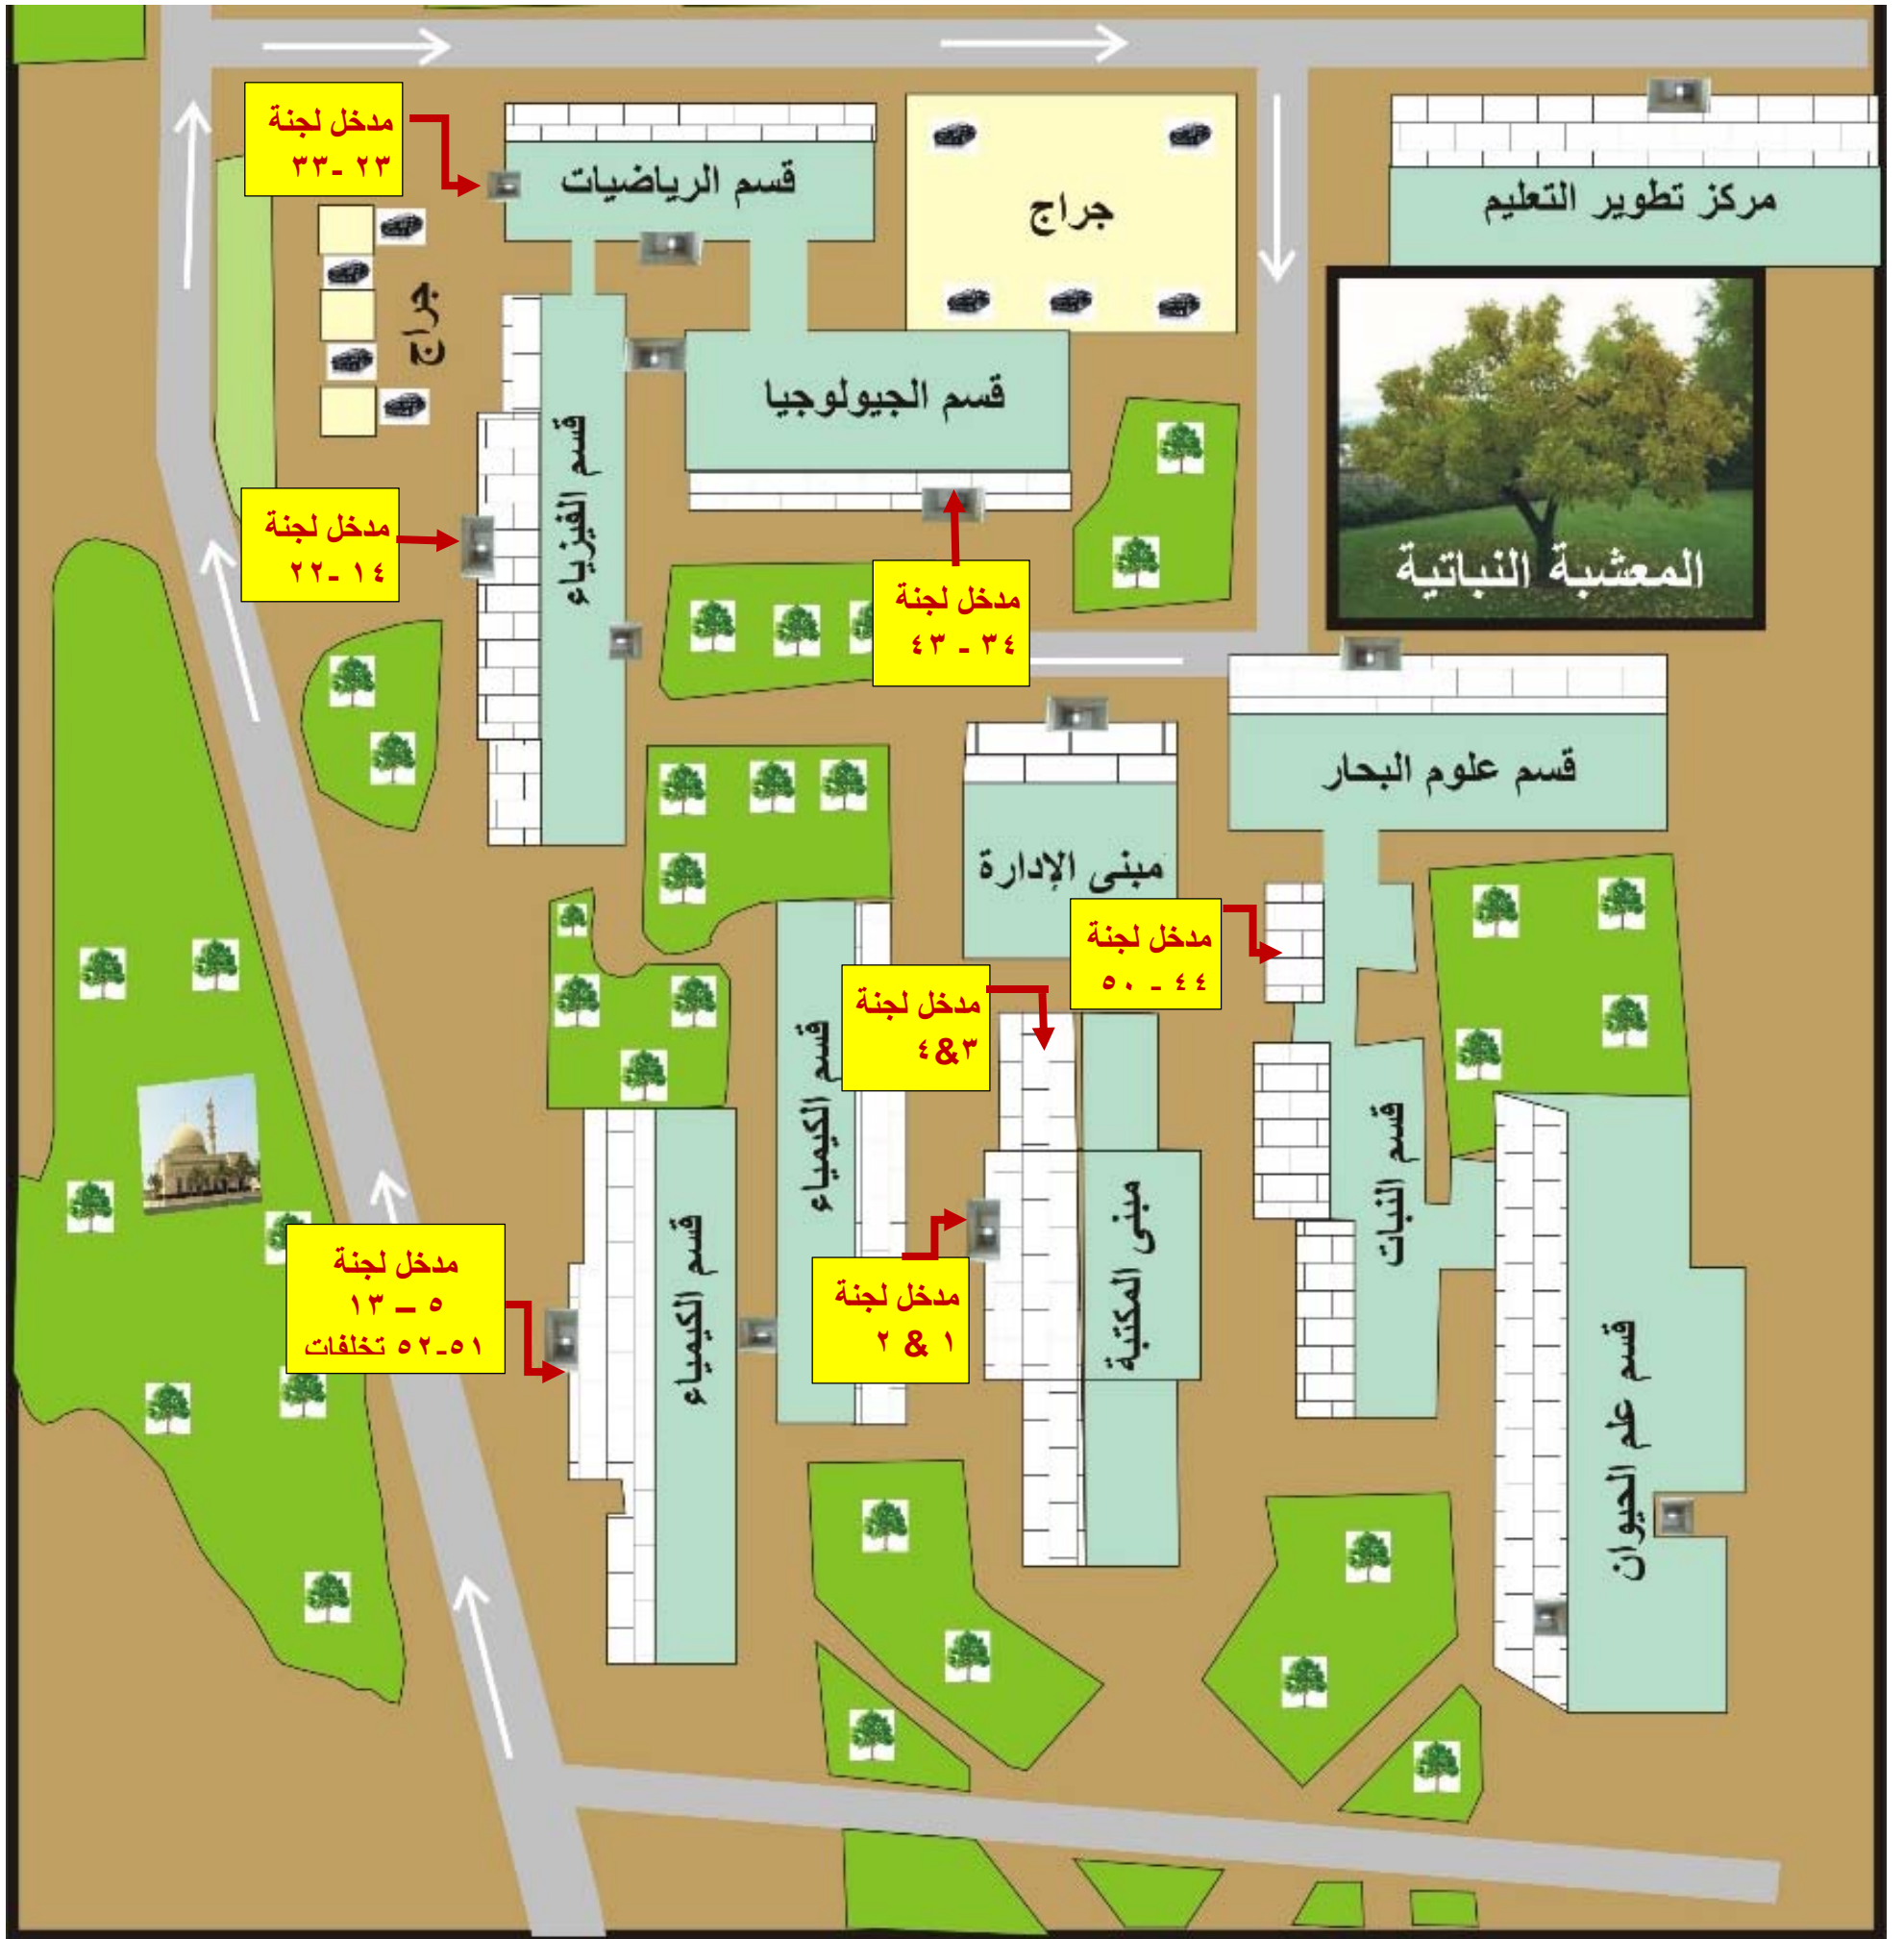 مدخل لجنة
٢٣ -٣٣
قسم الرياضيات
جراج
مركز تطوير التعليم
جراج
قسم الجيولوجيا
قسم الفيزياء
مدخل لجنة
١٤ -٢٢
مدخل لجنة
٣٤ - ٤٣
المعشبة النباتية
قسم علوم البحار
مبنى الإدارة
مدخل لجنة
٤٤ - ٥٠
مدخل لجنة
٣&٤
قسم الكيمياء
قسم النبات
مبنى المكتبة
قسم الكيمياء
مدخل لجنة
٥ – ١٣
٥١-٥٢ تخلفات
مدخل لجنة
١ & ٢
قسم علم الحيوان